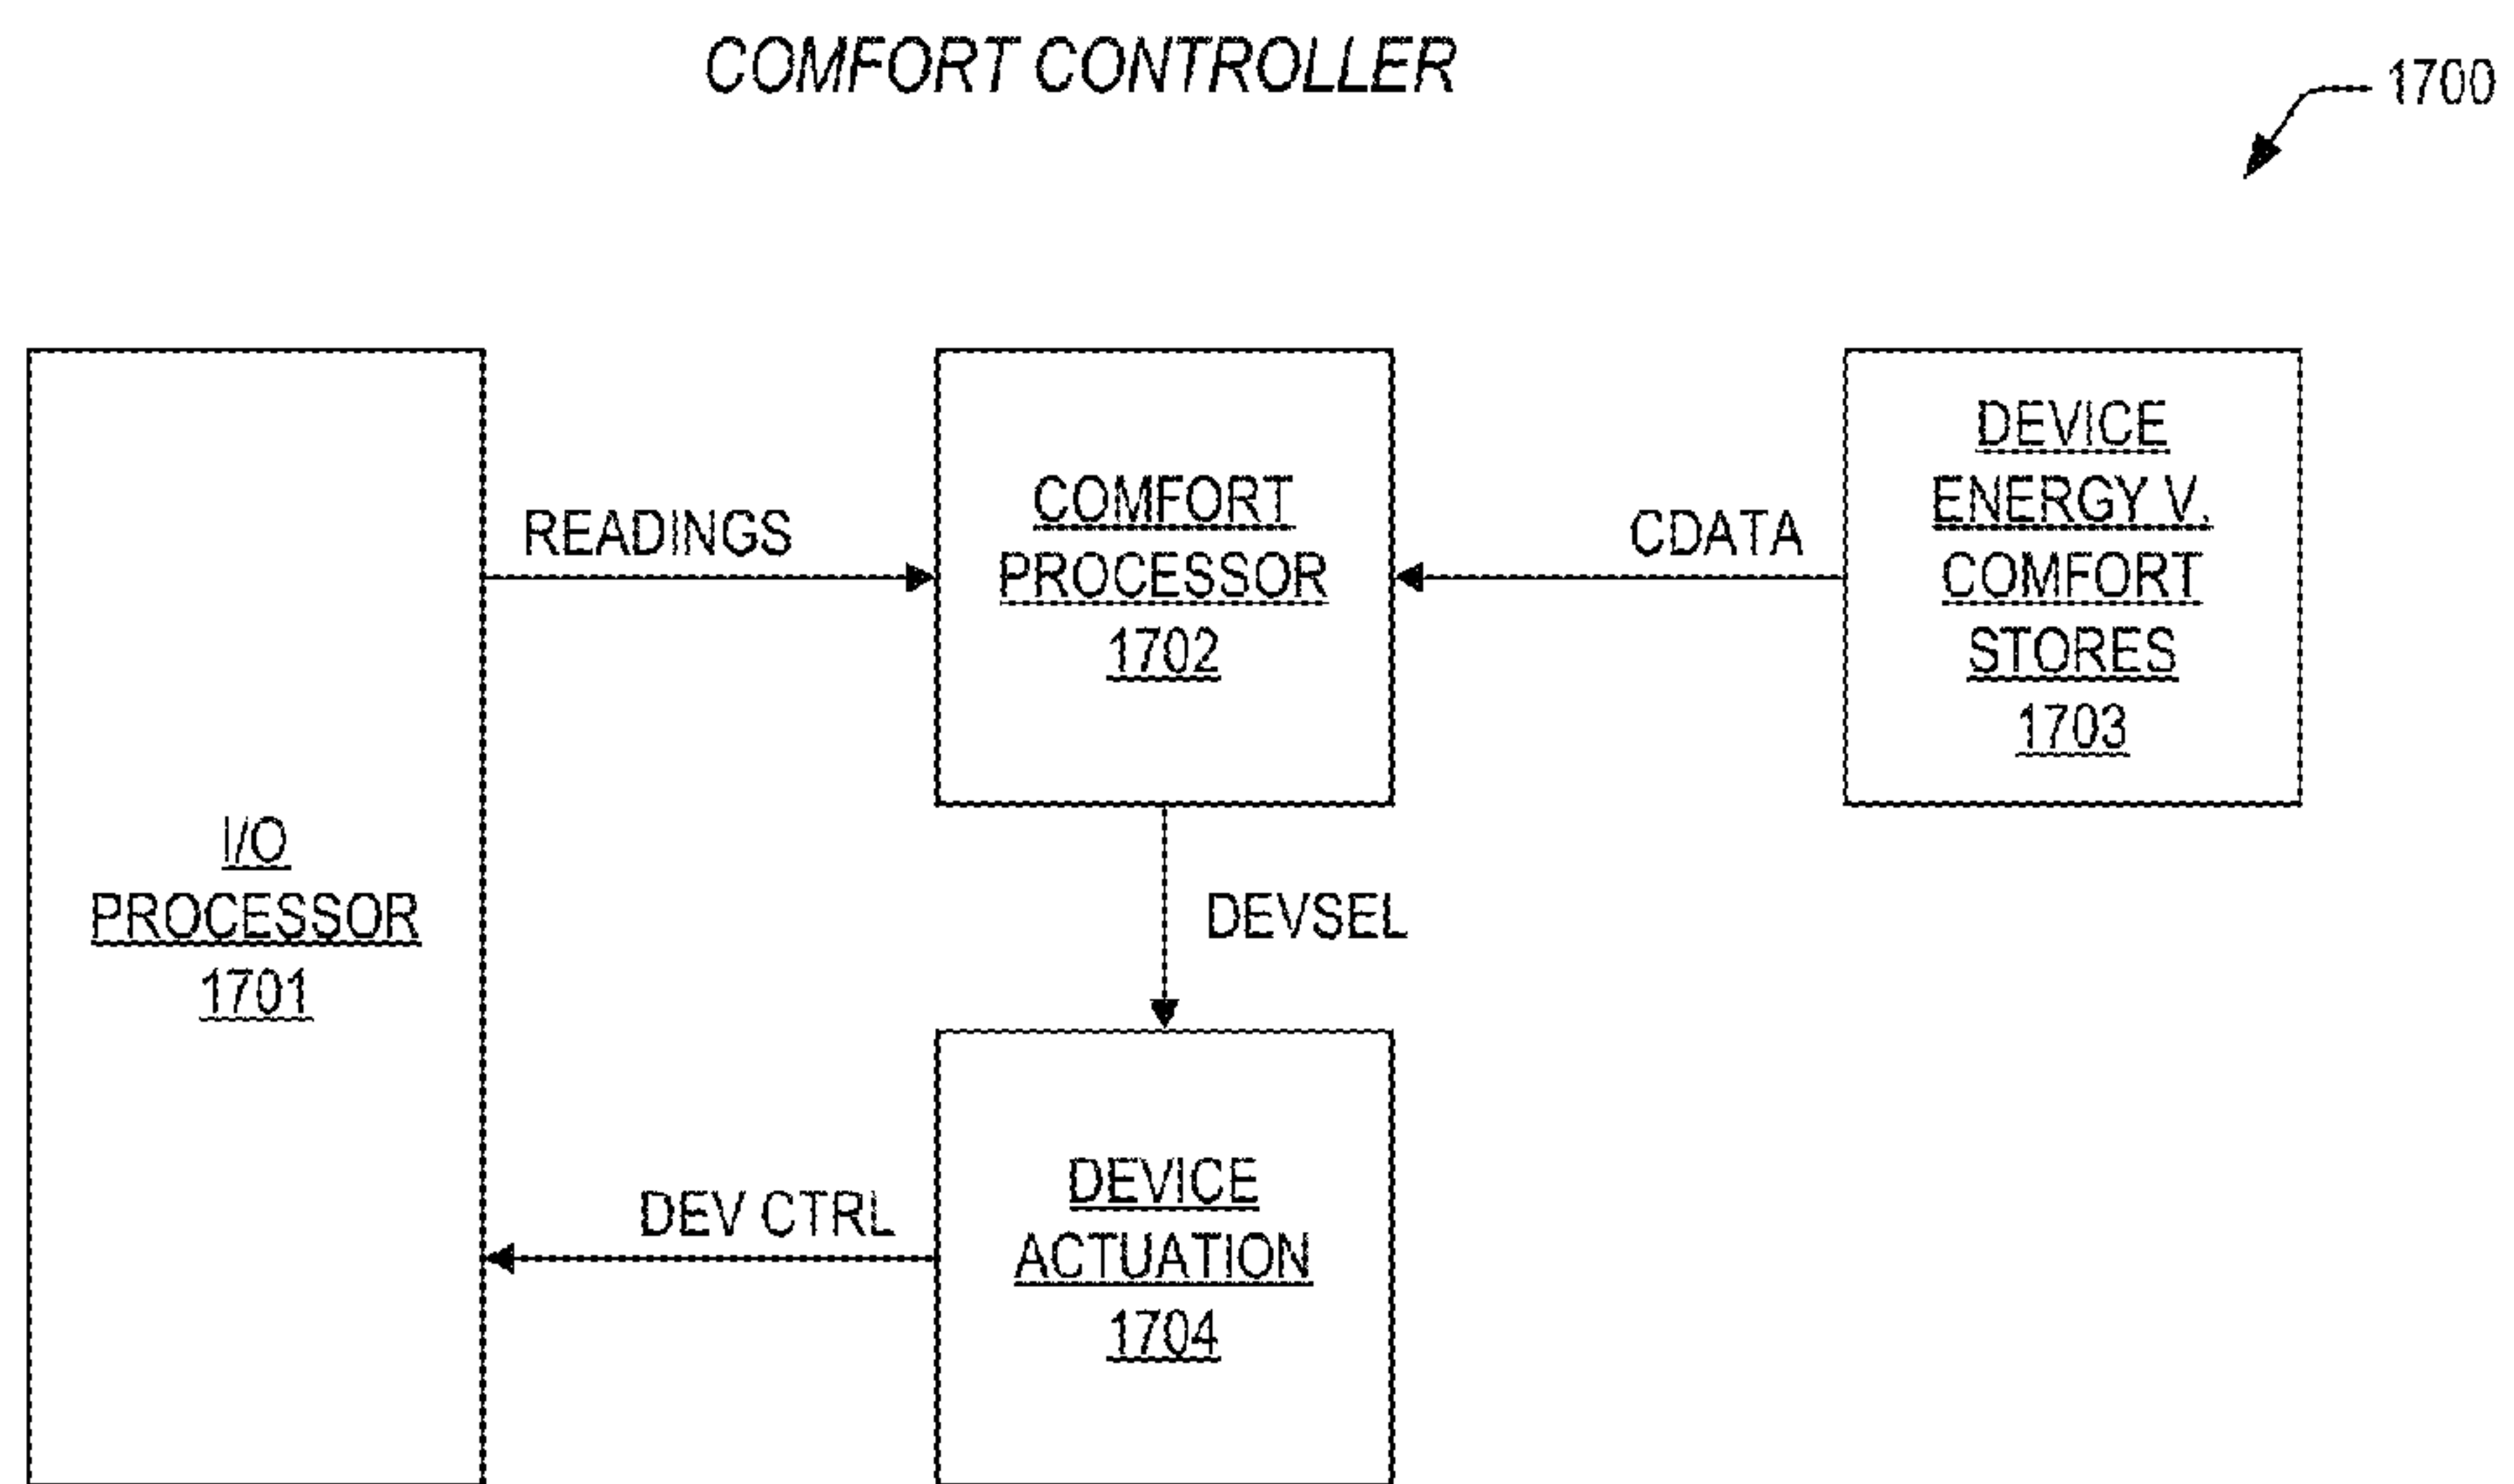 COMFORT CONTROLLER
1700
I/O
PROCESSOR
1701
READINGS
COMFORT
PROCESSOR
1702
CDATA
DEVICE
ENERGY V.
COMFORT
STORES
1703
DEVSEL
DEV CTRL
DEVICE
ACTUATION
1704